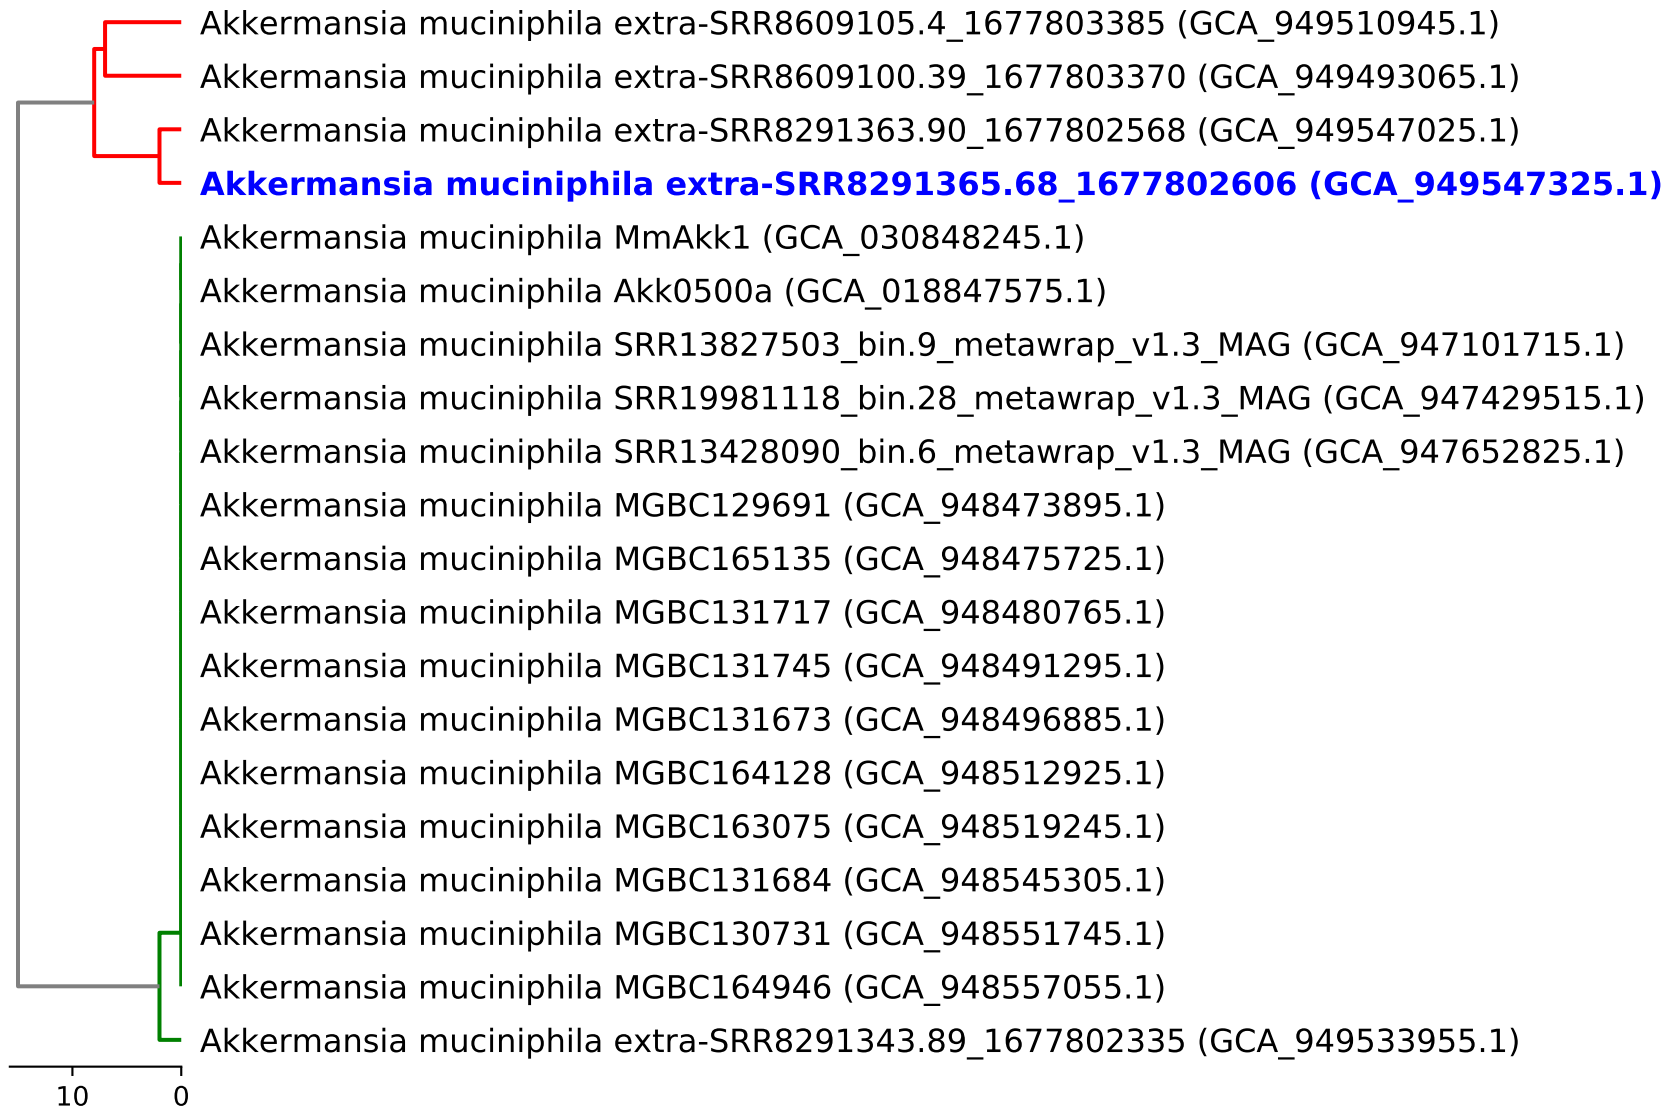 Akkermansia muciniphila extra-SRR8609105.4_1677803385 (GCA_949510945.1)
Akkermansia muciniphila extra-SRR8609100.39_1677803370 (GCA_949493065.1)
Akkermansia muciniphila extra-SRR8291363.90_1677802568 (GCA_949547025.1)
Akkermansia muciniphila extra-SRR8291365.68_1677802606 (GCA_949547325.1)
Akkermansia muciniphila MmAkk1 (GCA_030848245.1)
Akkermansia muciniphila Akk0500a (GCA_018847575.1)
Akkermansia muciniphila SRR13827503_bin.9_metawrap_v1.3_MAG (GCA_947101715.1)
Akkermansia muciniphila SRR19981118_bin.28_metawrap_v1.3_MAG (GCA_947429515.1)
Akkermansia muciniphila SRR13428090_bin.6_metawrap_v1.3_MAG (GCA_947652825.1)
Akkermansia muciniphila MGBC129691 (GCA_948473895.1)
Akkermansia muciniphila MGBC165135 (GCA_948475725.1)
Akkermansia muciniphila MGBC131717 (GCA_948480765.1)
Akkermansia muciniphila MGBC131745 (GCA_948491295.1)
Akkermansia muciniphila MGBC131673 (GCA_948496885.1)
Akkermansia muciniphila MGBC164128 (GCA_948512925.1)
Akkermansia muciniphila MGBC163075 (GCA_948519245.1)
Akkermansia muciniphila MGBC131684 (GCA_948545305.1)
Akkermansia muciniphila MGBC130731 (GCA_948551745.1)
Akkermansia muciniphila MGBC164946 (GCA_948557055.1)
Akkermansia muciniphila extra-SRR8291343.89_1677802335 (GCA_949533955.1)
10 0